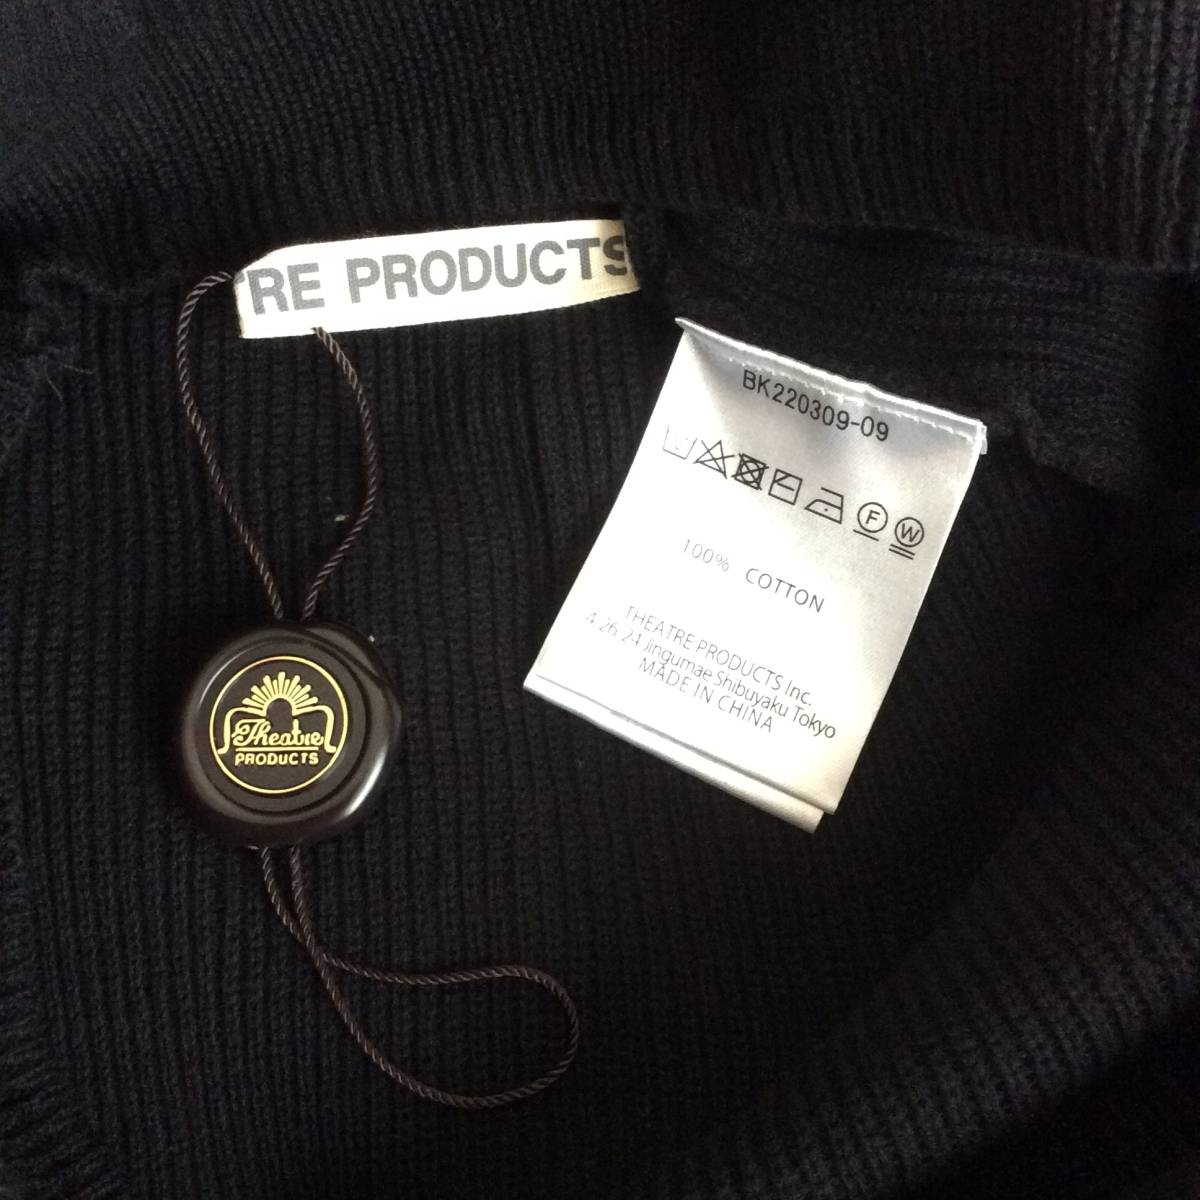 TRE PRODUCTS
BK220309-09
F W
100% COTTON
THEATRE PRODUCTS Inc.
4 26 24 Jingumae Shibuyaku Tokyo
MADE IN CHINA
Theatre
PRODUCTS